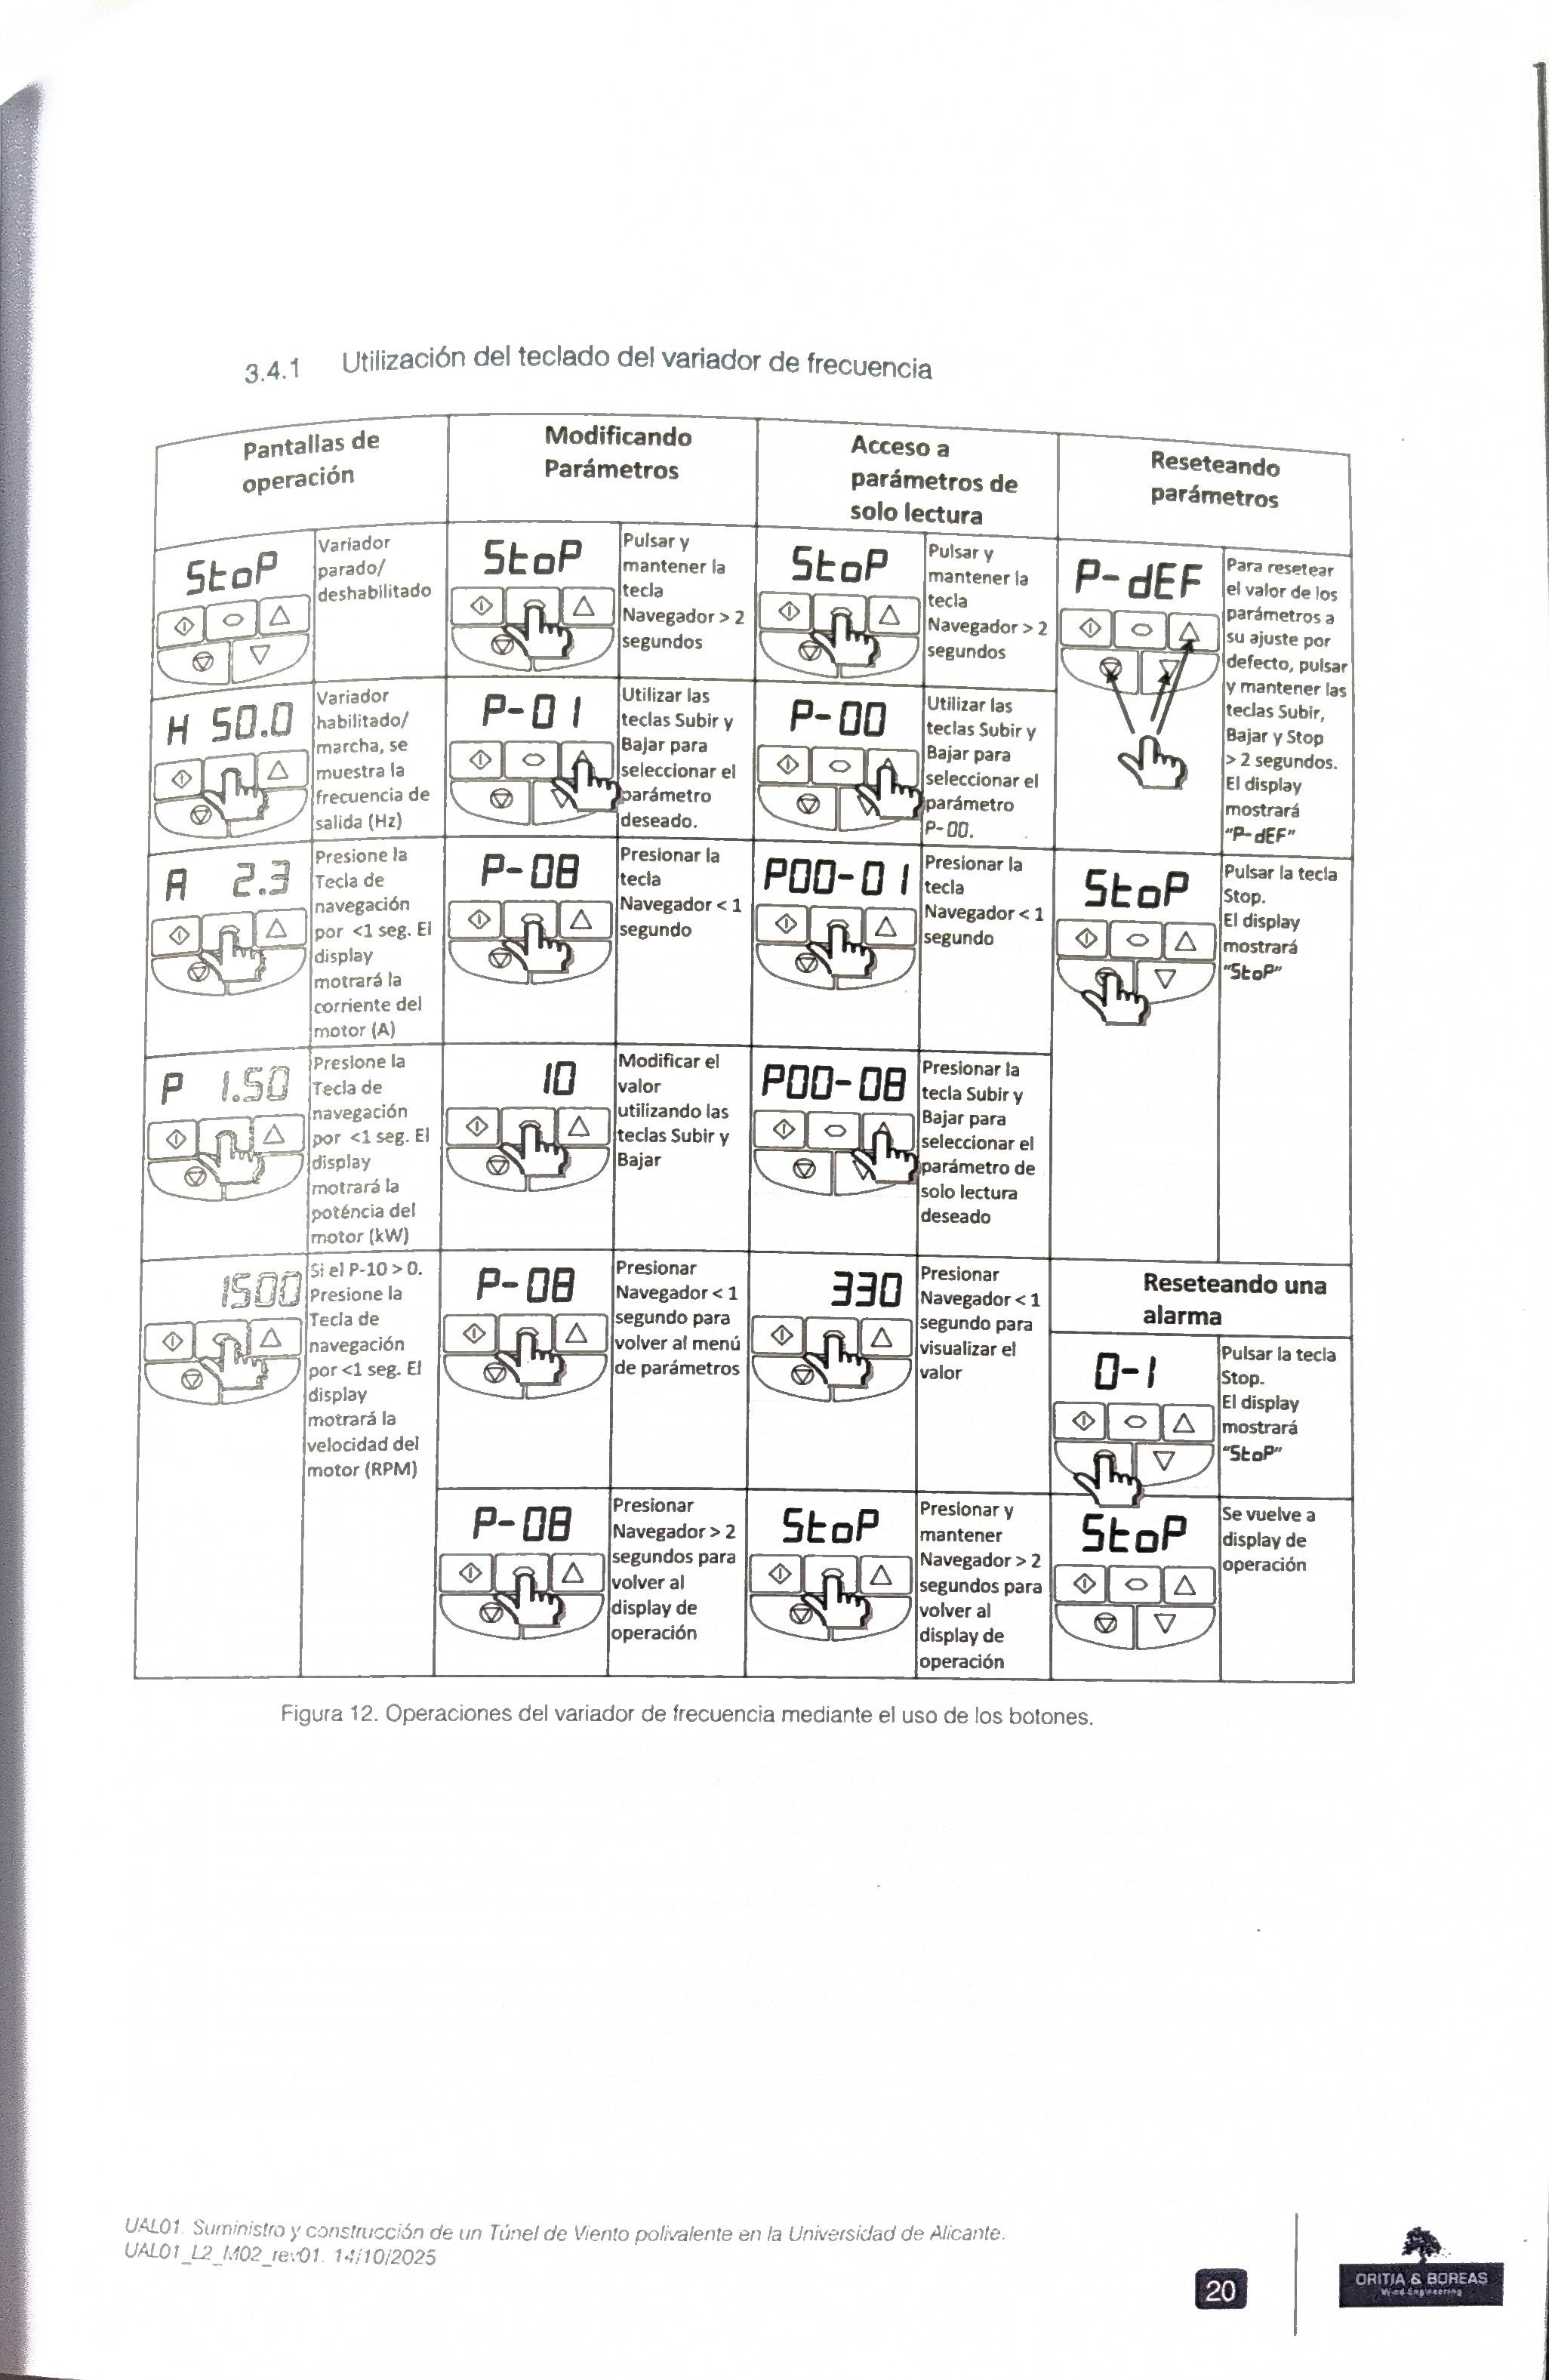 3.4.1 Utilización del teclado del variador de frecuencia
Pantallas de
operación
StoP
Variador
parado/
deshabilitado
H 50.0
Variador
habilitado/
marcha, se
muestra la
frecuencia de
salida (Hz)
A 2.3
Presione la
Tecla de
navegación
por <1 seg. El
display
motrará la
corriente del
motor (A)
P 1.50
Presione la
Tecla de
navegación
por <1 seg. El
display
motrará la
poténcia del
motor (kW)
1500
Si el P-10 > 0.
Presione la
Tecla de
navegación
por <1 seg. El
display
motrará la
velocidad del
motor (RPM)
Modificando
Parámetros
StoP
Pulsar y
mantener la
tecla
Navegador > 2
segundos
P-01
Utilizar las
teclas Subir y
Bajar para
seleccionar el
parámetro
deseado.
P-08
Presionar la
tecla
Navegador < 1
segundo
10
Modificar el
valor
utilizando las
teclas Subir y
Bajar
P-08
Presionar
Navegador < 1
segundo para
volver al menú
de parámetros
P-08
Presionar
Navegador > 2
segundos para
volver al
display de
operación
Acceso a
parámetros de
solo lectura
StoP
Pulsar y
mantener la
tecla
Navegador > 2
segundos
P-00
Utilizar las
teclas Subir y
Bajar para
seleccionar el
parámetro
P-00.
P00-01
Presionar la
tecla
Navegador < 1
segundo
P00-08
Presionar la
tecla Subir y
Bajar para
seleccionar el
parámetro de
solo lectura
deseado
330
Presionar
Navegador < 1
segundo para
visualizar el
valor
StoP
Presionar y
mantener
Navegador > 2
segundos para
volver al
display de
operación
Reseteando
parámetros
P-dEF
Para resetear
el valor de los
parámetros a
su ajuste por
defecto, pulsar
y mantener las
teclas Subir,
Bajar y Stop
> 2 segundos.
El display
mostrará
“P-dEF”
StoP
Pulsar la tecla
Stop.
El display
mostrará
“StoP”
Reseteando una
alarma
O-I
Pulsar la tecla
Stop.
El display
mostrará
“StoP”
StoP
Se vuelve a
display de
operación
Figura 12. Operaciones del variador de frecuencia mediante el uso de los botones.
UAL01. Suministro y construcción de un Túnel de Viento polivalente en la Universidad de Alicante.
UAL01_L2_M02_rev01. 14/10/2025
20
ORITIA & BOREAS
Wind Engineering